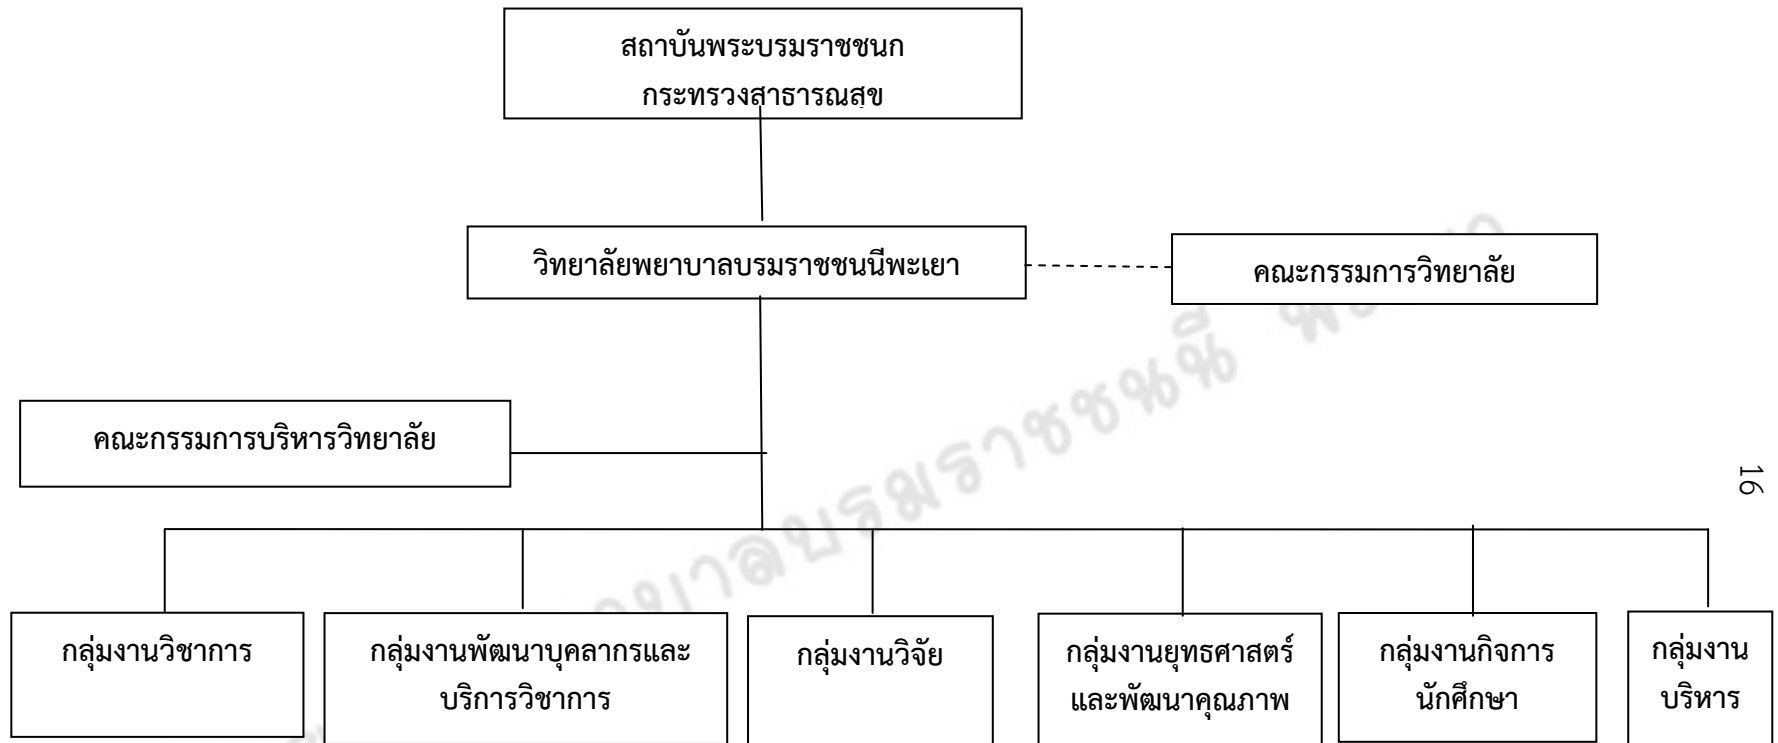 สถาบันพระบรมราชชนก
กระทรวงสาธารณสุข
วิทยาลัยพยาบาลบรมราชชนนีพะเยา
คณะกรรมการวิทยาลัย
คณะกรรมการบริหารวิทยาลัย
16
กลุ่มงานวิชาการ
กลุ่มงานพัฒนาบุคลากรและ
บริการวิชาการ
กลุ่มงานวิจัย
กลุ่มงานยุทธศาสตร์
และพัฒนาคุณภาพ
กลุ่มงานกิจการ
นักศึกษา
กลุ่มงาน
บริหาร